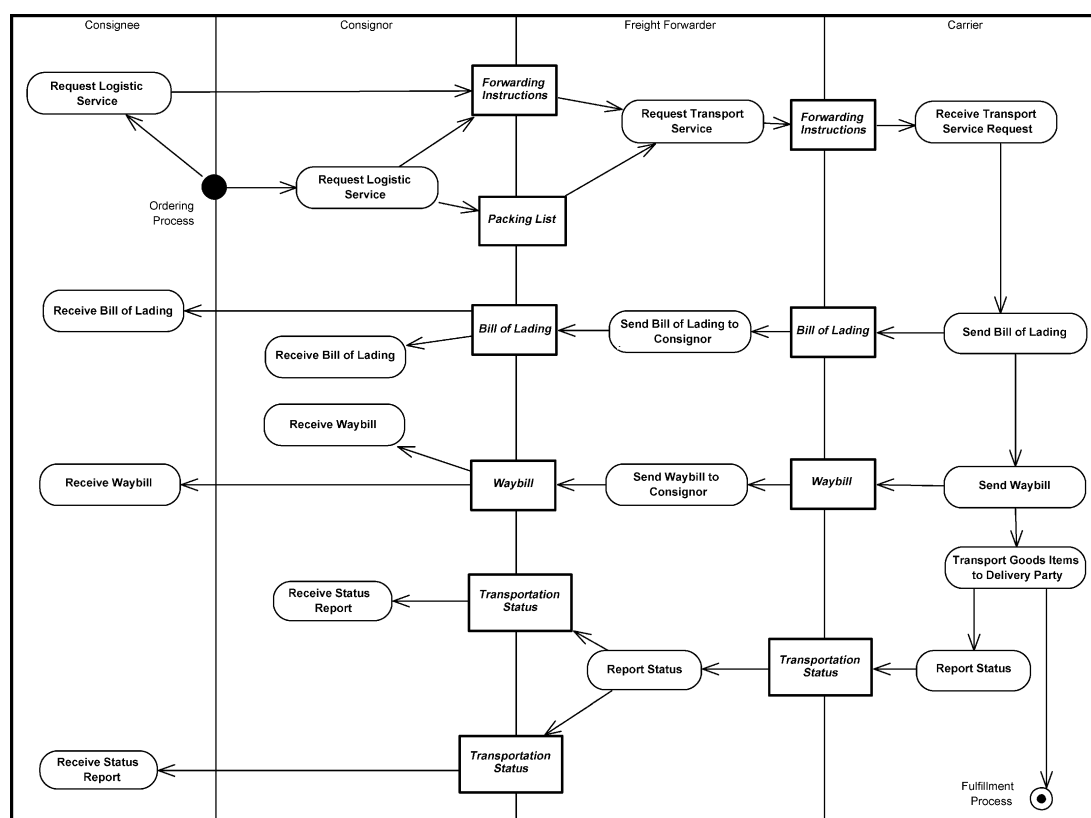 Consignee
Consignor
Freight Forwarder
Carrier
Request Logistic
Service
Forwarding
Instructions
Request Transport
Service
Forwarding
Instructions
Receive Transport
Service Request
Ordering
Process
Request Logistic
Service
Packing List
Receive Bill of Lading
Receive Bill of Lading
Bill of Lading
Send Bill of Lading to
Consignor
Bill of Lading
Send Bill of Lading
Receive Waybill
Receive Waybill
Waybill
Send Waybill to
Consignor
Waybill
Send Waybill
Transport Goods Items
to Delivery Party
Receive Status
Report
Transportation
Status
Report Status
Transportation
Status
Report Status
Receive Status
Report
Transportation
Status
Fulfillment
Process